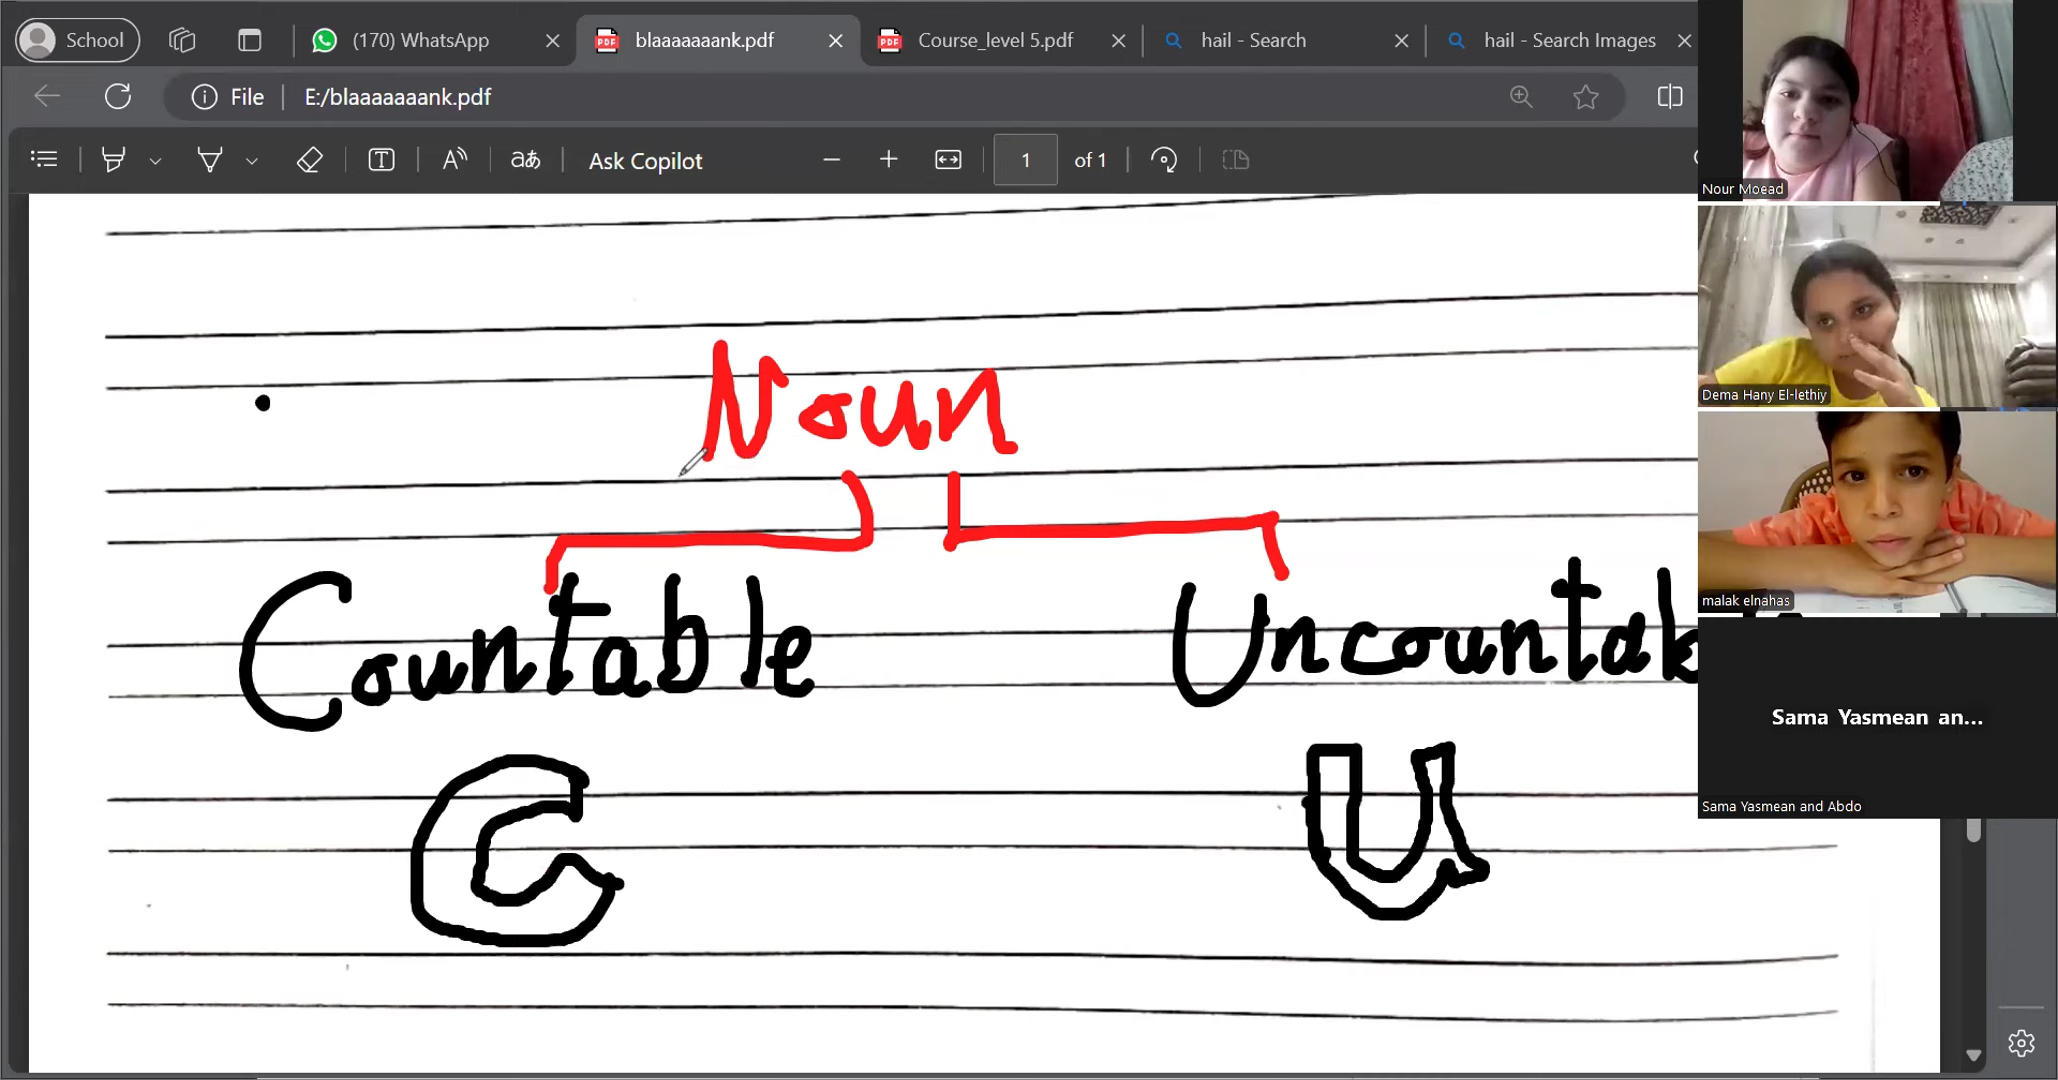 School
(170) WhatsApp
blaaaaaaank.pdf
Course_level 5.pdf
hail - Search
hail - Search Images
File
E:/blaaaaaaank.pdf
Ask Copilot
1
of 1
Noun
Countable
Uncountab
C
U
Nour Moead
Dema Hany El-lethiy
malak elnahas
Sama Yasmean an...
Sama Yasmean and Abdo